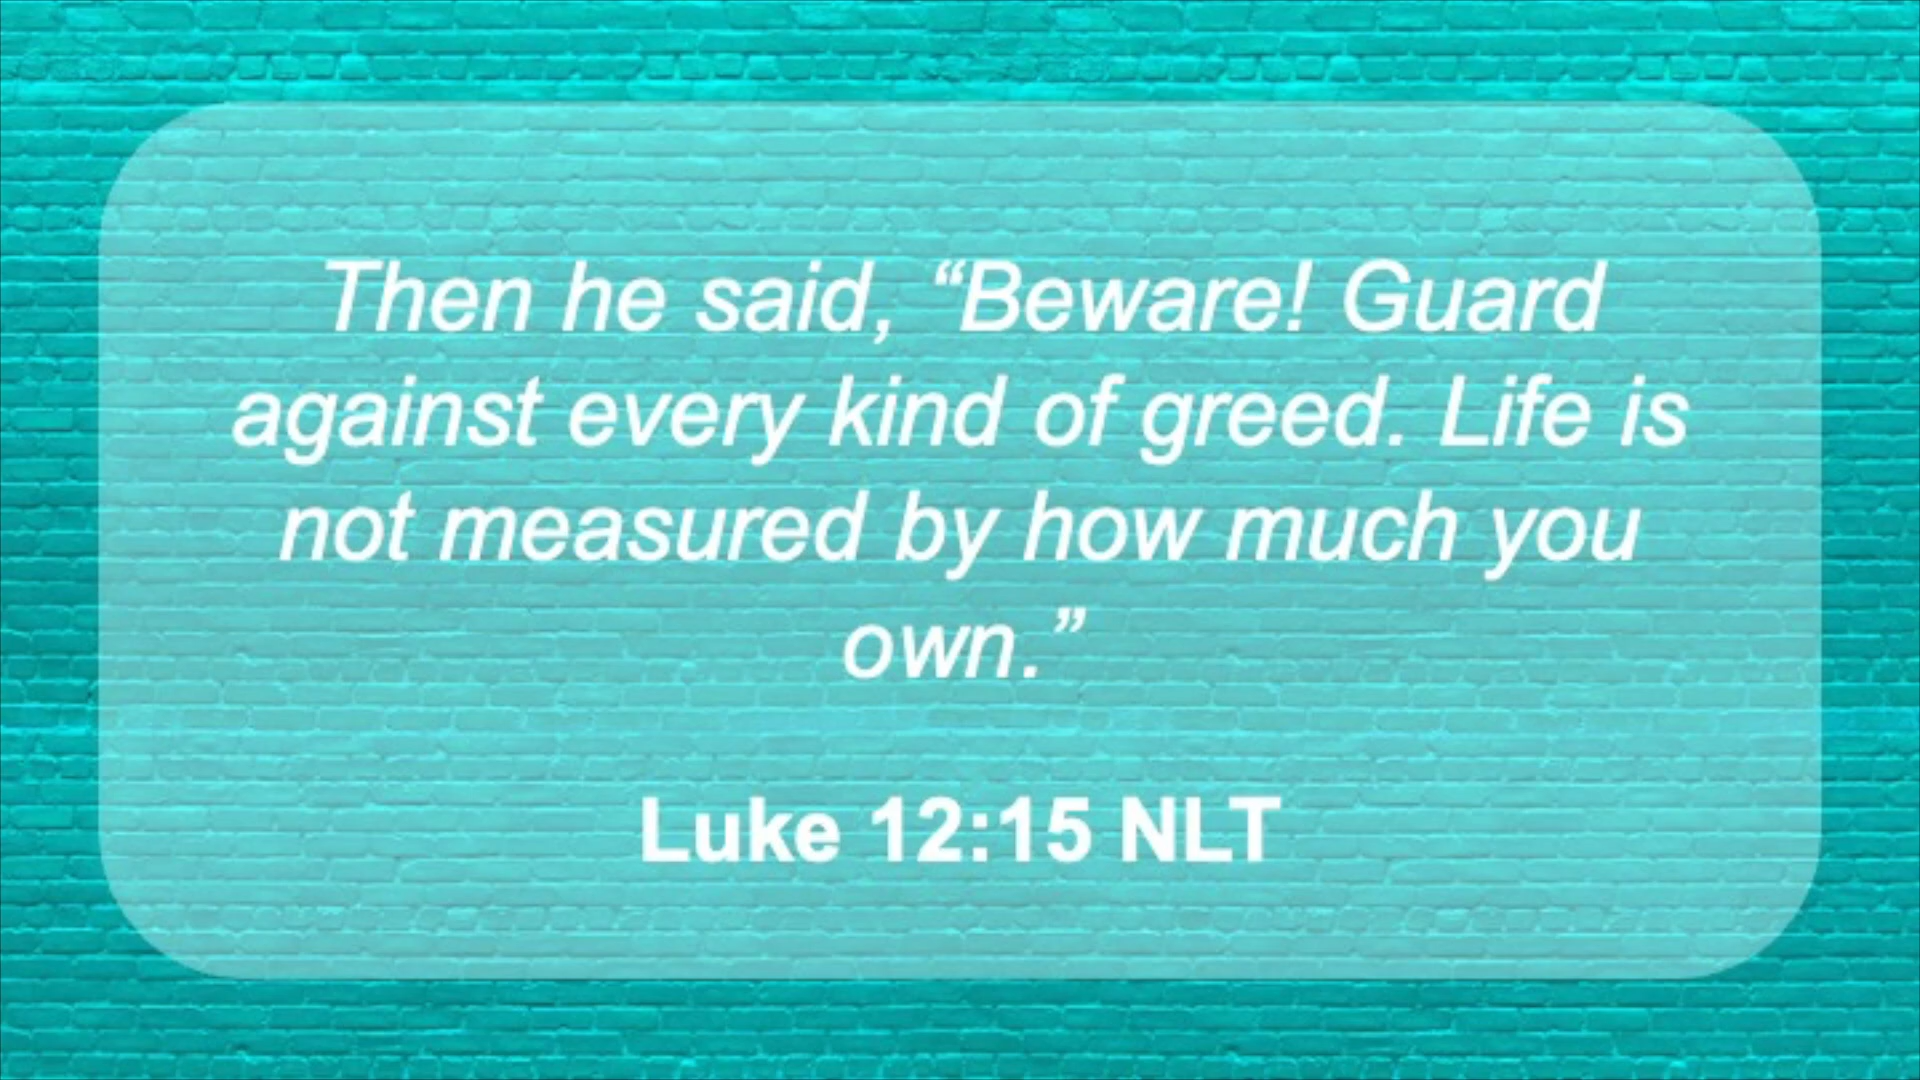 Then he said, “Beware! Guard
against every kind of greed. Life is
not measured by how much you
own.”
Luke 12:15 NLT